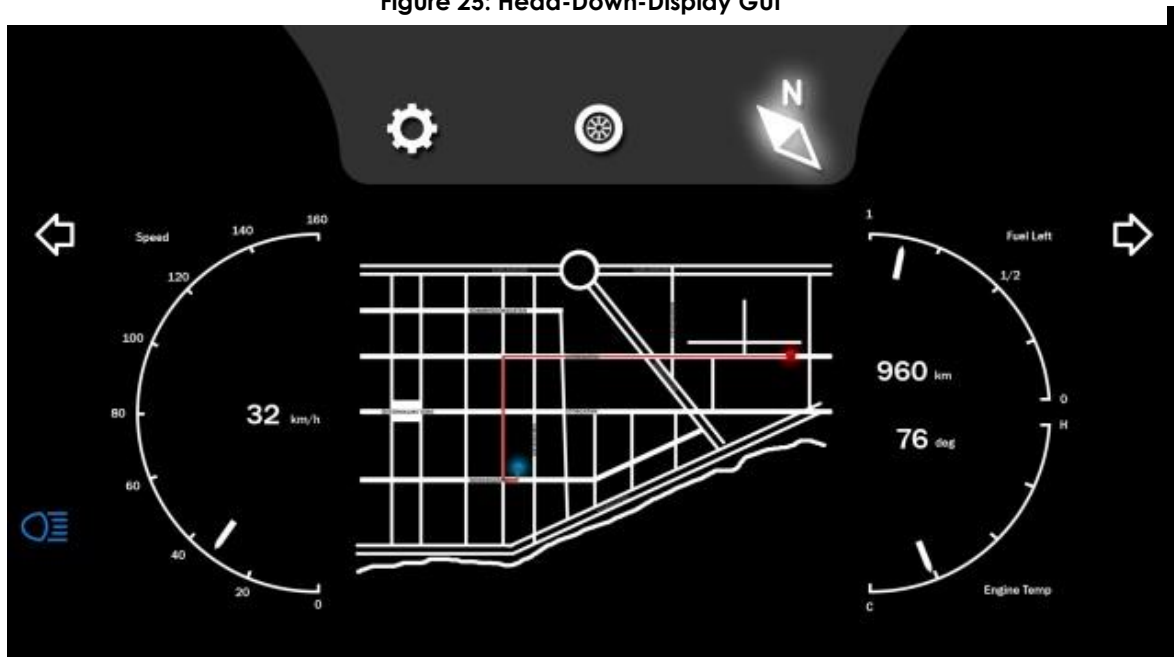 Figure 25: Head-Down-Display GUI
N
Speed
160
140
120
100
80
60
40
20
0
32 km/h
1
Fuel Left
1/2
0
960 km
76 deg
H
Engine Temp
C